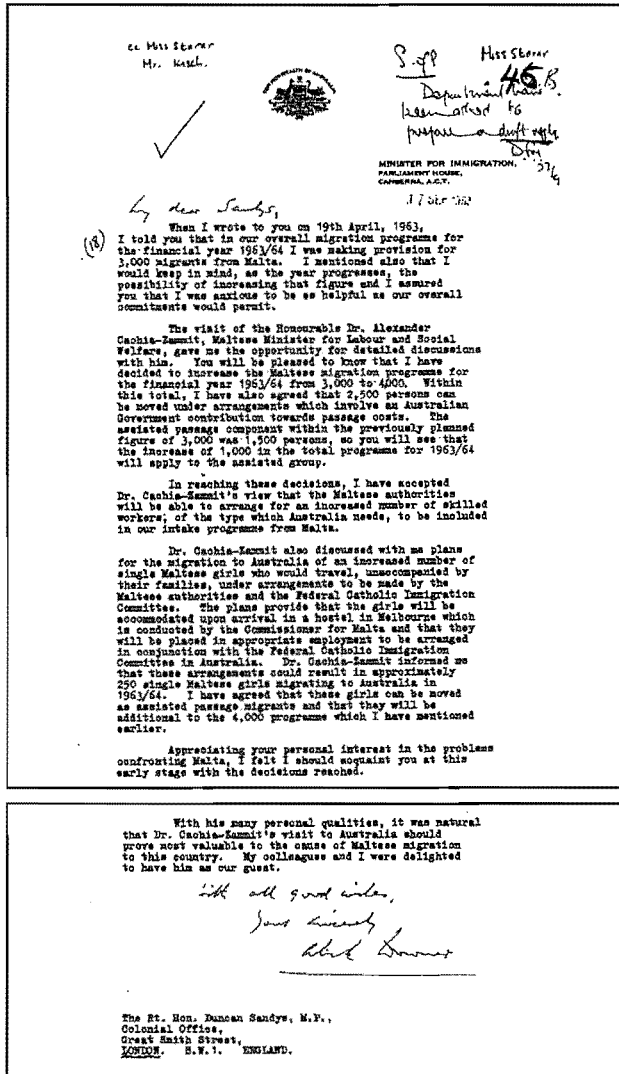 cc Miss Storar
Mr. Kisch.
S. of S
Miss Storar
45
Department have
been asked to
prepare a draft reply
COMMONWEALTH OF AUSTRALIA
MINISTER FOR IMMIGRATION,
PARLIAMENT HOUSE,
CANBERRA, A.C.T.
17 SEP 1963
My dear Sandys,
(18)
When I wrote to you on 19th April, 1963,
I told you that in our overall migration programme for
the financial year 1963/64 I was making provision for
3,000 migrants from Malta. I mentioned also that I
would keep in mind, as the year progresses, the
possibility of increasing that figure and I assured
you that I was anxious to be as helpful as our overall
commitments would permit.
The visit of the Honourable Dr. Alexander
Cachia-Zammit, Maltese Minister for Labour and Social
Welfare, gave me the opportunity for detailed discussions
with him. You will be pleased to know that I have
decided to increase the Maltese migration programme for
the financial year 1963/64 from 3,000 to 4,000. Within
this total, I have also agreed that 2,500 persons can
be moved under arrangements which involve an Australian
Government contribution towards passage costs. The
assisted passage component within the previously planned
figure of 3,000 was 1,500 persons, so you will see that
the increase of 1,000 in the total programme for 1963/64
will apply to the assisted group.
In reaching these decisions, I have accepted
Dr. Cachia-Zammit's view that the Maltese authorities
will be able to arrange for an increased number of skilled
workers, of the type which Australia needs, to be included
in our intake programme from Malta.
Dr. Cachia-Zammit also discussed with me plans
for the migration to Australia of an increased number of
single Maltese girls who would travel, unaccompanied by
their families, under arrangements to be made by the
Maltese authorities and the Federal Catholic Immigration
Committee. The plans provide that the girls will be
accommodated upon arrival in a hostel in Melbourne which
is conducted by the Commissioner for Malta and that they
will be placed in appropriate employment to be arranged
in conjunction with the Federal Catholic Immigration
Committee in Australia. Dr. Cachia-Zammit informed me
that these arrangements could result in approximately
250 single Maltese girls migrating to Australia in
1963/64. I have agreed that these girls can be moved
as assisted passage migrants and that they will be
additional to the 4,000 programme which I have mentioned
earlier.
Appreciating your personal interest in the problems
confronting Malta, I felt I should acquaint you at this
early stage with the decisions reached.
With his many personal qualities, it was natural
that Dr. Cachia-Zammit's visit to Australia should
prove most valuable to the cause of Maltese migration
to this country. My colleagues and I were delighted
to have him as our guest.
With all good wishes,
Yours sincerely
Alick Downer
The Rt. Hon. Duncan Sandys, M.P.,
Colonial Office,
Great Smith Street,
LONDON. S.W.1. ENGLAND.